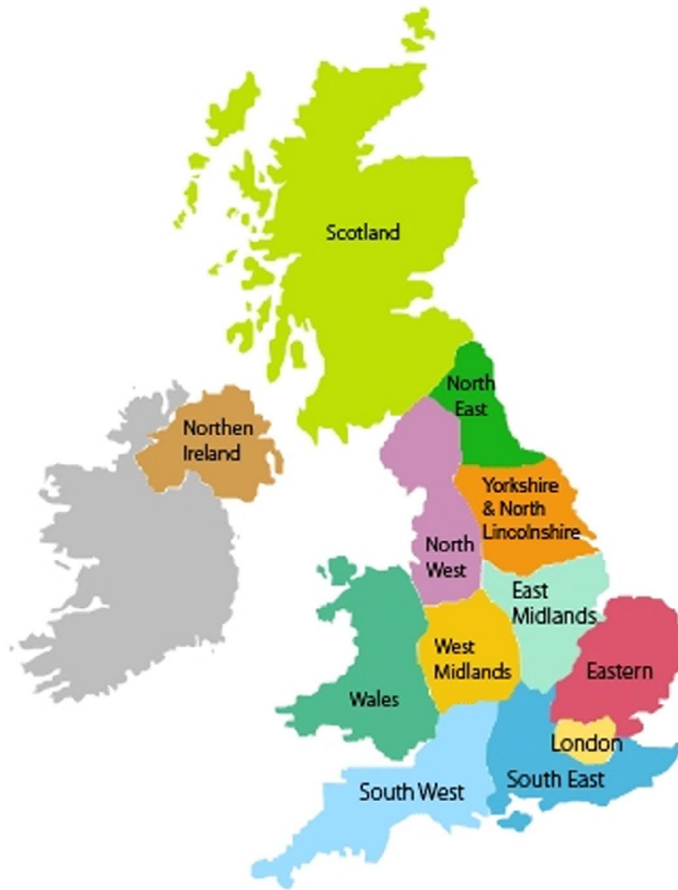 Scotland
North
East
Northen
Ireland
Yorkshire
& North
Lincolnshire
North
West
East
Midlands
West
Midlands
Eastern
Wales
London
South East
South West